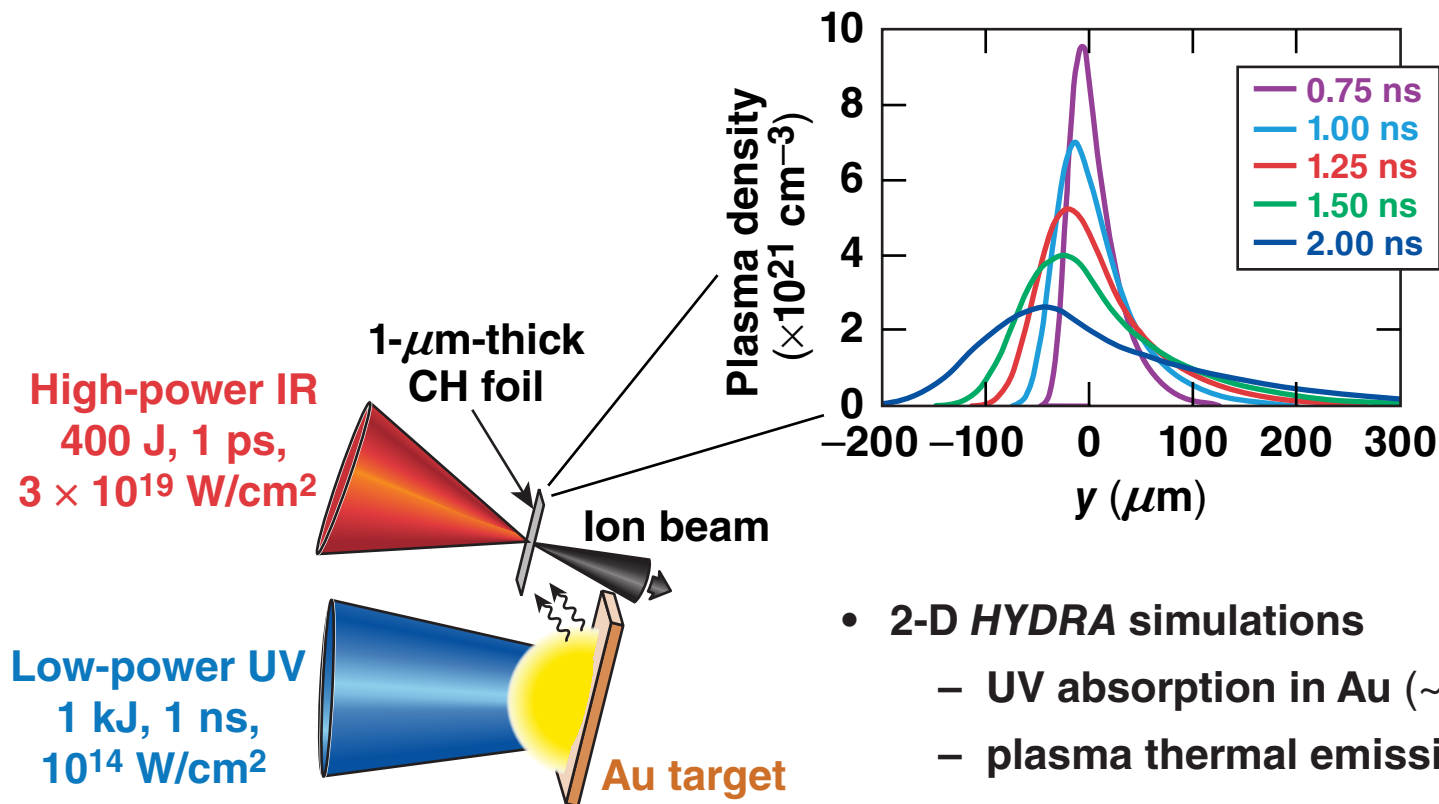 10
8
6
4
2
0
Plasma density
(×10²¹ cm⁻³)
0.75 ns
1.00 ns
1.25 ns
1.50 ns
2.00 ns
−200 −100 0 100 200 300
y (μm)
1-μm-thick
CH foil
High-power IR
400 J, 1 ps,
3 × 10¹⁹ W/cm²
Ion beam
Low-power UV
1 kJ, 1 ns,
10¹⁴ W/cm²
Au target
• 2-D HYDRA simulations
– UV absorption in Au (~
– plasma thermal